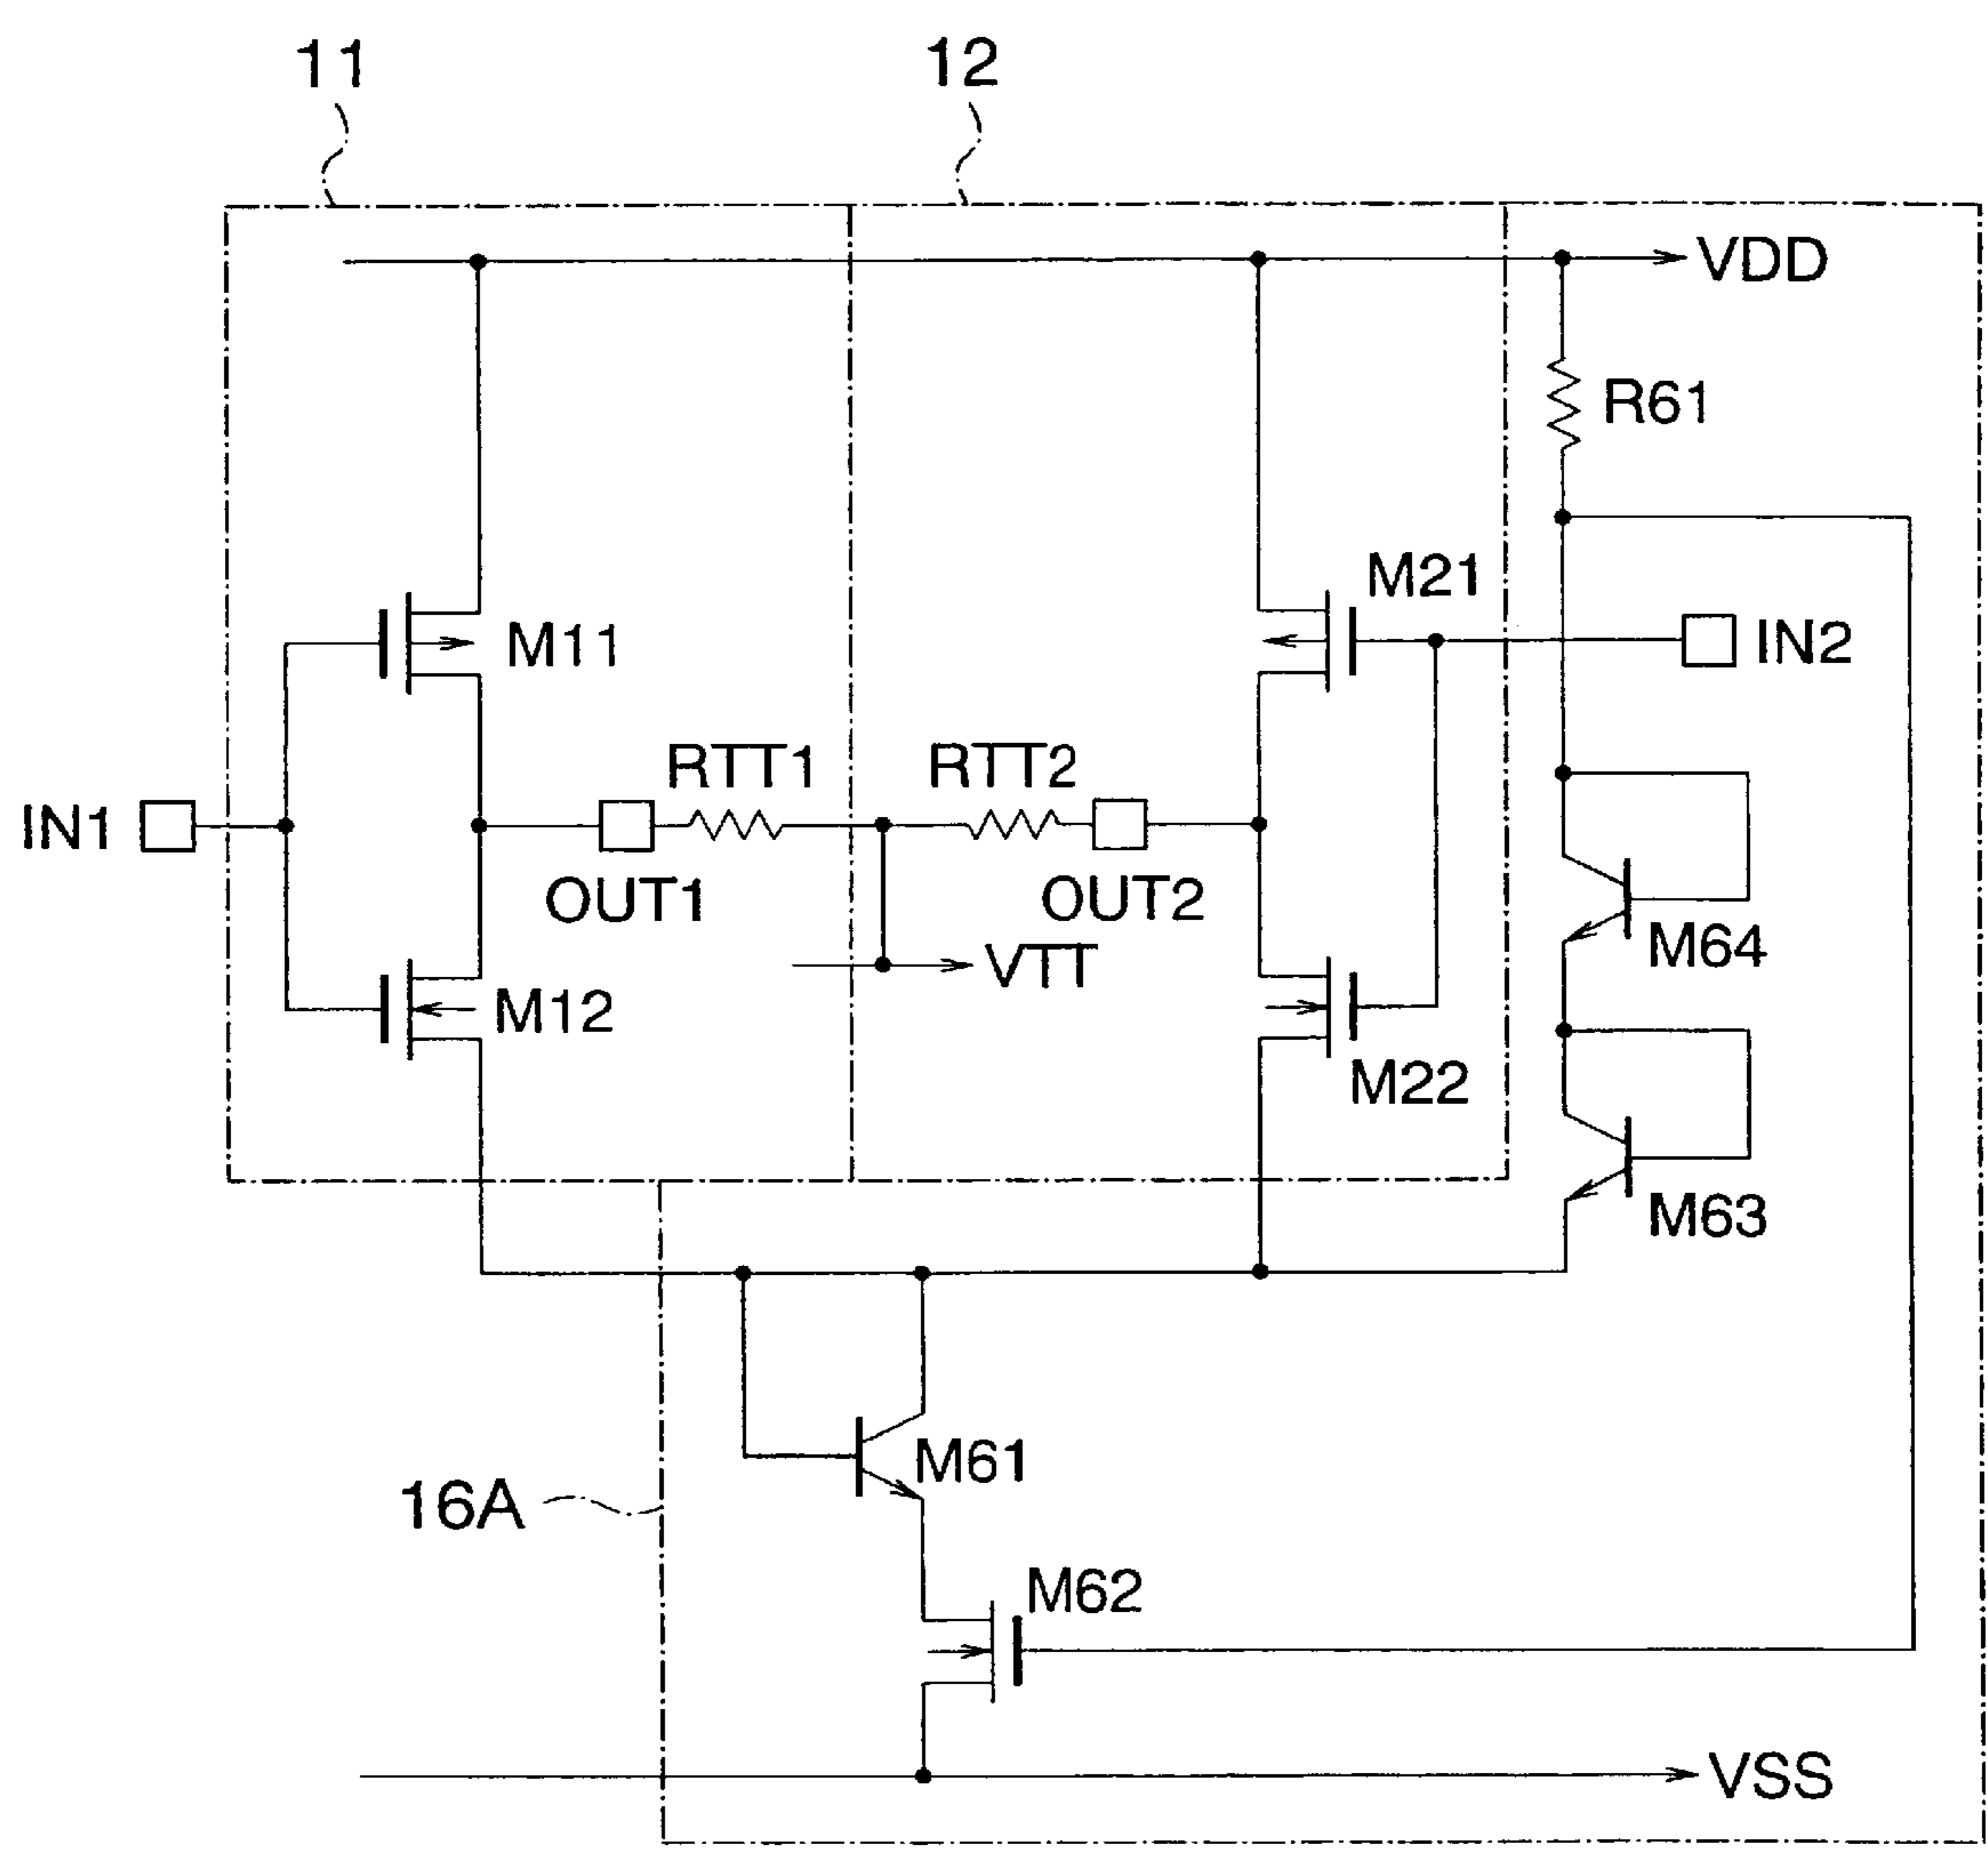 11
12
VDD
R61
M21
M11
IN2
RTT1
RTT2
IN1
OUT1
OUT2
M64
VTT
M12
M22
M63
M61
16A
M62
VSS